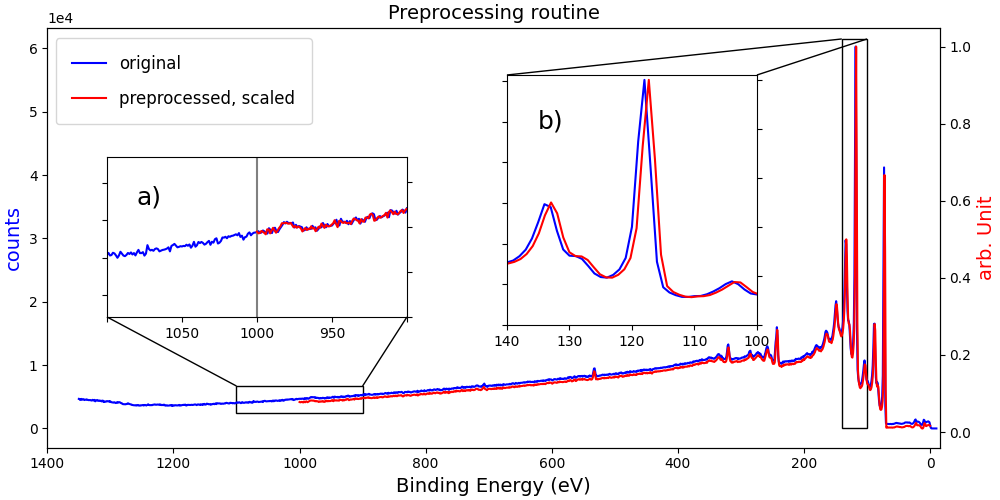 Preprocessing routine
1e4
original
preprocessed, scaled
a)
b)
6
5
4
3
2
1
0
counts
1.0
0.8
0.6
0.4
0.2
0.0
arb. Unit
1050 1000 950
140 130 120 110 100
1400 1200 1000 800 600 400 200 0
Binding Energy (eV)